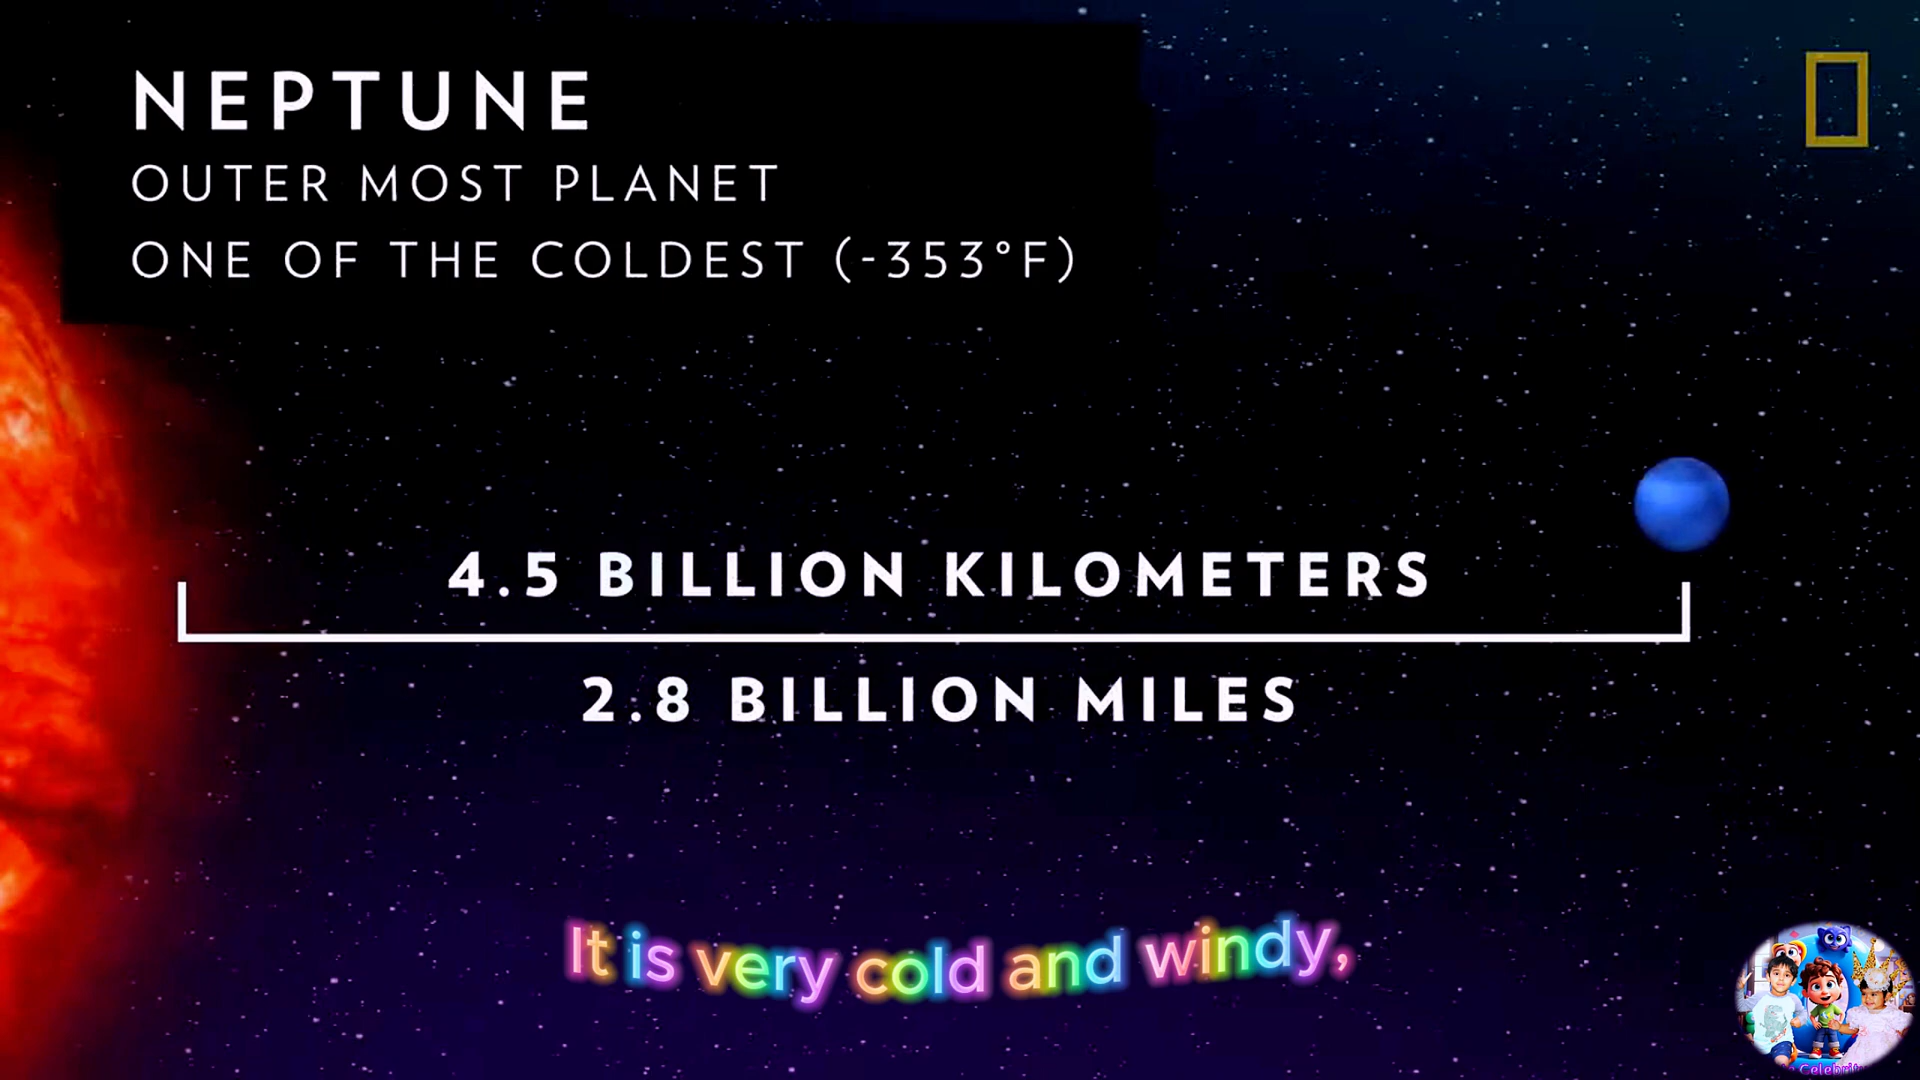 NEPTUNE
OUTER MOST PLANET
ONE OF THE COLDEST (-353°F)
4.5 BILLION KILOMETERS
2.8 BILLION MILES
It is very cold and windy,